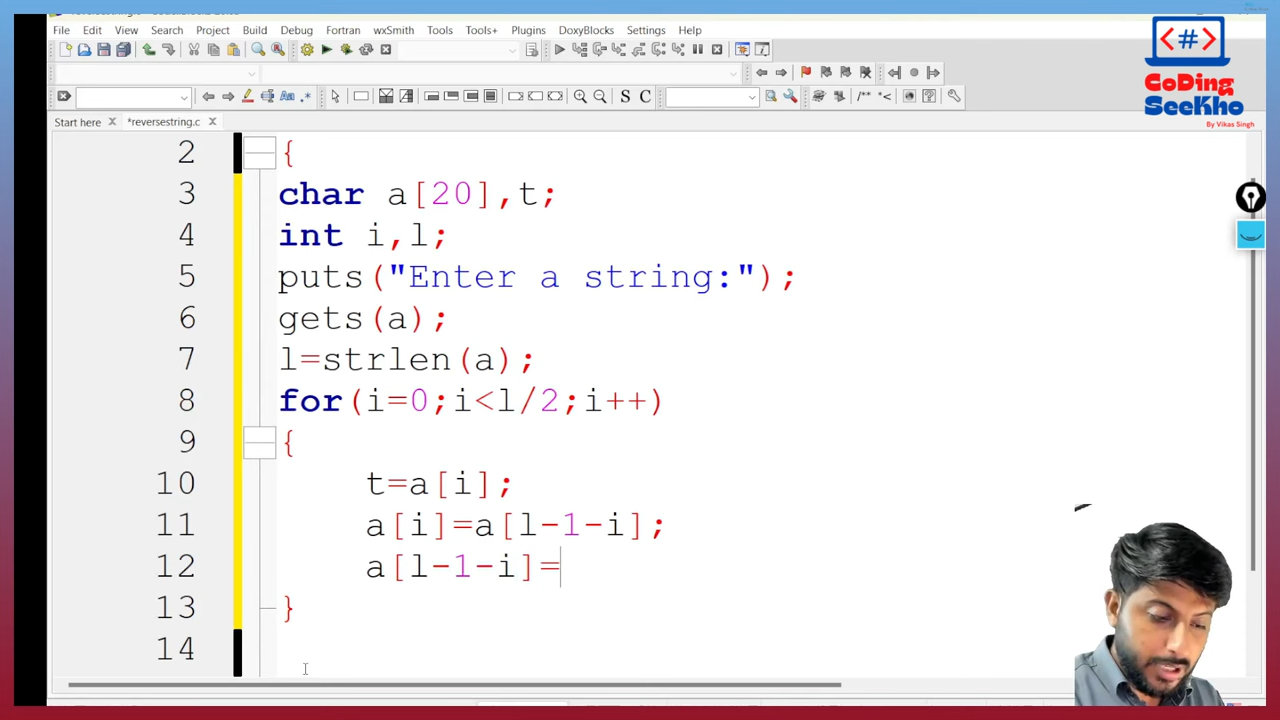 File Edit View Search Project Build Debug Fortran wxSmith Tools Tools+ Plugins DoxyBlocks Settings Help
S C
/** *<
Start here *reversestring.c
<#>
CoDing
SeeKho
By Vikas Singh
2 {
3 char a[20],t;
4 int i,l;
5 puts("Enter a string:");
6 gets(a);
7 l=strlen(a);
8 for(i=0;i<l/2;i++)
9 {
10 t=a[i];
11 a[i]=a[l-1-i];
12 a[l-1-i]=
13 }
14